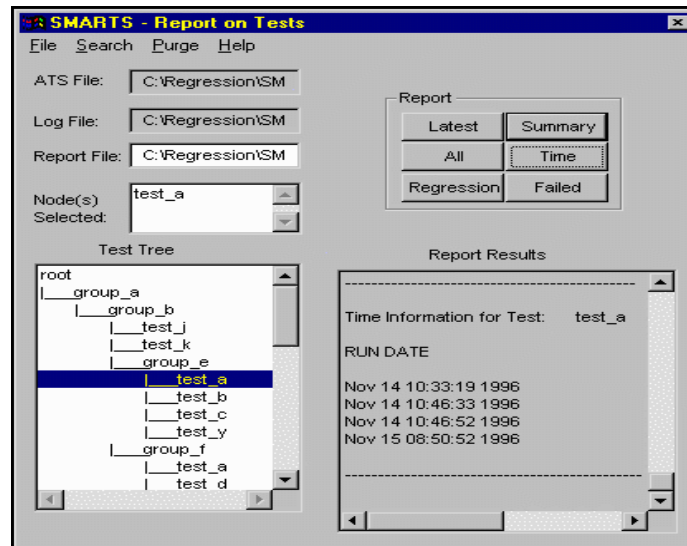 SMARTS - Report on Tests
File Search Purge Help
ATS File: C:\Regression\SM
Log File: C:\Regression\SM
Report File: C:\Regression\SM
Node(s) Selected: test_a
Report
Latest Summary
All Time
Regression Failed
Test Tree
root
|___group_a
|___group_b
|___test_j
|___test_k
|___group_e
|___test_a
|___test_b
|___test_c
|___test_y
|___group_f
|___test_a
|___test_d
Report Results
--------------------------------------------------
Time Information for Test: test_a
RUN DATE
Nov 14 10:33:19 1996
Nov 14 10:46:33 1996
Nov 14 10:46:52 1996
Nov 15 08:50:52 1996
--------------------------------------------------